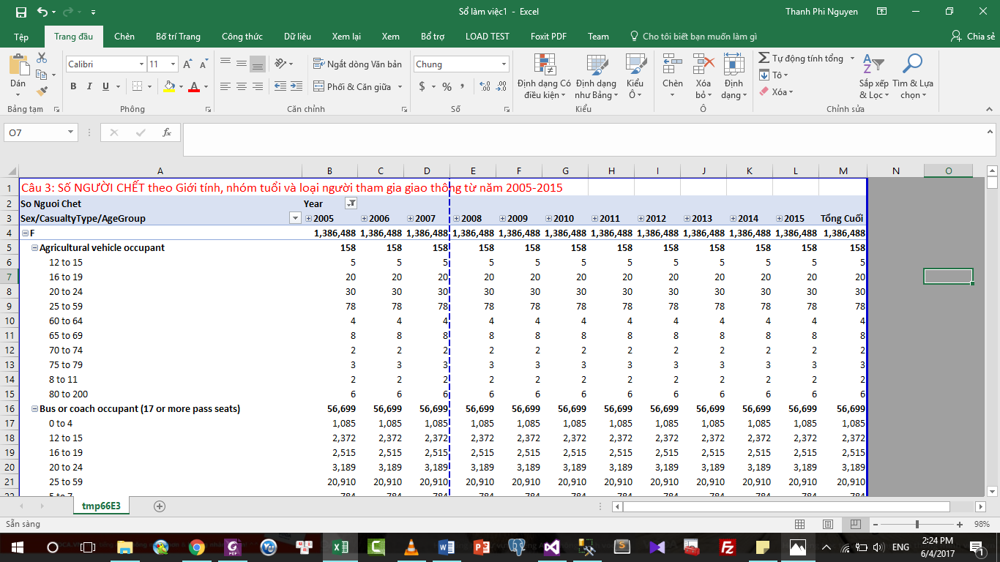 Sổ làm việc1 - Excel
Thanh Phi Nguyen
Tệp Trang đầu Chèn Bố trí Trang Công thức Dữ liệu Xem lại Xem Bổ trợ LOAD TEST Foxit PDF Team Cho tôi biết bạn muốn làm gì Chia sẻ
Dán
Bảng tạm
Calibri 11
B I U
Phông
Ngắt dòng Văn bản
Phối & Căn giữa
Căn chỉnh
Chung
$ % ,
Số
Định dạng Có điều kiện
Định dạng như Bảng
Kiểu Ô
Kiểu
Chèn
Xóa bỏ
Định dạng
Ô
Tự động tính tổng
Tô
Xóa
Sắp xếp & Lọc
Tìm & Lựa chọn
Chỉnh sửa
O7 fx
A B C D E F G H I J K L M N O
1 Câu 3: Số NGƯỜI CHẾT theo Giới tính, nhóm tuổi và loại người tham gia giao thông từ năm 2005-2015
2 So Nguoi Chet Year
3 Sex/CasualtyType/AgeGroup 2005 2006 2007 2008 2009 2010 2011 2012 2013 2014 2015 Tổng Cuối
4 F 1,386,488 1,386,488 1,386,488 1,386,488 1,386,488 1,386,488 1,386,488 1,386,488 1,386,488 1,386,488 1,386,488 1,386,488
5 Agricultural vehicle occupant 158 158 158 158 158 158 158 158 158 158 158 158
6 12 to 15 5 5 5 5 5 5 5 5 5 5 5 5
7 16 to 19 20 20 20 20 20 20 20 20 20 20 20 20
8 20 to 24 30 30 30 30 30 30 30 30 30 30 30 30
9 25 to 59 78 78 78 78 78 78 78 78 78 78 78 78
10 60 to 64 4 4 4 4 4 4 4 4 4 4 4 4
11 65 to 69 8 8 8 8 8 8 8 8 8 8 8 8
12 70 to 74 2 2 2 2 2 2 2 2 2 2 2 2
13 75 to 79 3 3 3 3 3 3 3 3 3 3 3 3
14 8 to 11 2 2 2 2 2 2 2 2 2 2 2 2
15 80 to 200 6 6 6 6 6 6 6 6 6 6 6 6
16 Bus or coach occupant (17 or more pass seats) 56,699 56,699 56,699 56,699 56,699 56,699 56,699 56,699 56,699 56,699 56,699 56,699
17 0 to 4 1,085 1,085 1,085 1,085 1,085 1,085 1,085 1,085 1,085 1,085 1,085 1,085
18 12 to 15 2,372 2,372 2,372 2,372 2,372 2,372 2,372 2,372 2,372 2,372 2,372 2,372
19 16 to 19 2,515 2,515 2,515 2,515 2,515 2,515 2,515 2,515 2,515 2,515 2,515 2,515
20 20 to 24 3,189 3,189 3,189 3,189 3,189 3,189 3,189 3,189 3,189 3,189 3,189 3,189
21 25 to 59 20,910 20,910 20,910 20,910 20,910 20,910 20,910 20,910 20,910 20,910 20,910 20,910
22 5 to 7 784 784 784 784 784 784 784 784 784 784 784 784
tmp66E3
Sẵn sàng
98%
ENG
2:24 PM
6/4/2017